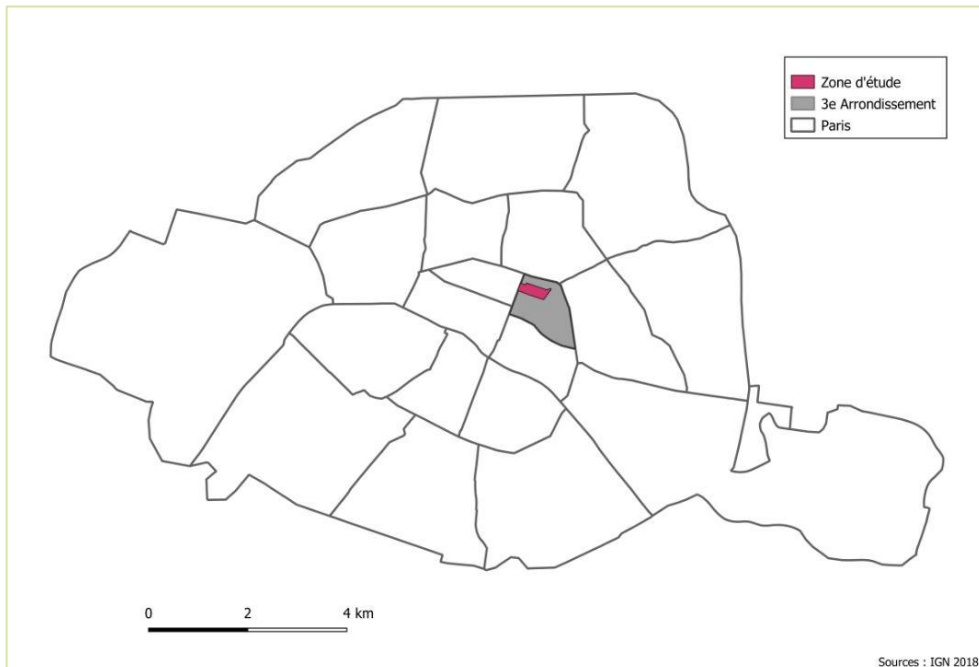 Zone d'étude
3e Arrondissement
Paris
0 2 4 km
Sources : IGN 2018